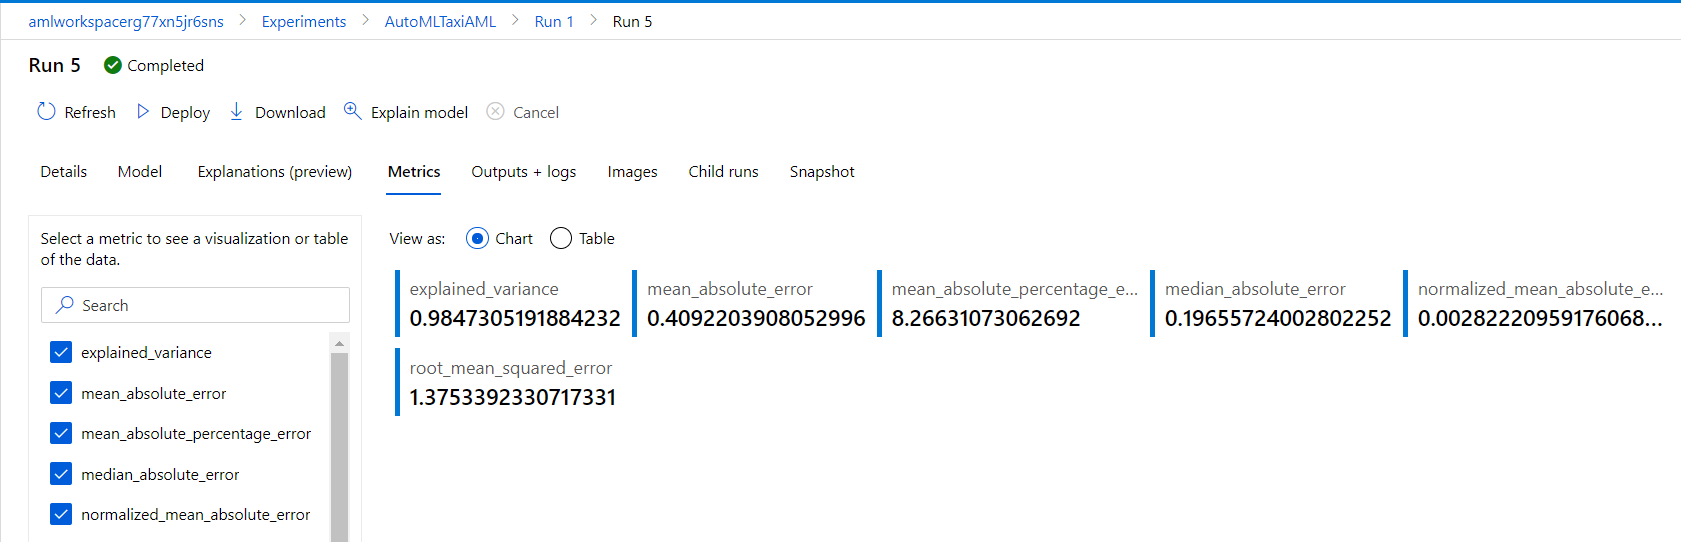 amlworkspacerg77xn5jr6sns > Experiments > AutoMLTaxiAML > Run 1 > Run 5
Run 5 Completed
Refresh Deploy Download Explain model Cancel
Details Model Explanations (preview) Metrics Outputs + logs Images Child runs Snapshot
Select a metric to see a visualization or table
of the data.
Search
explained_variance
mean_absolute_error
mean_absolute_percentage_error
median_absolute_error
normalized_mean_absolute_error
View as: Chart Table
explained_variance mean_absolute_error mean_absolute_percentage_e... median_absolute_error normalized_mean_absolute_e...
0.9847305191884232 0.4092203908052996 8.26631073062692 0.19655724002802252 0.00282220959176068...
root_mean_squared_error
1.3753392330717331